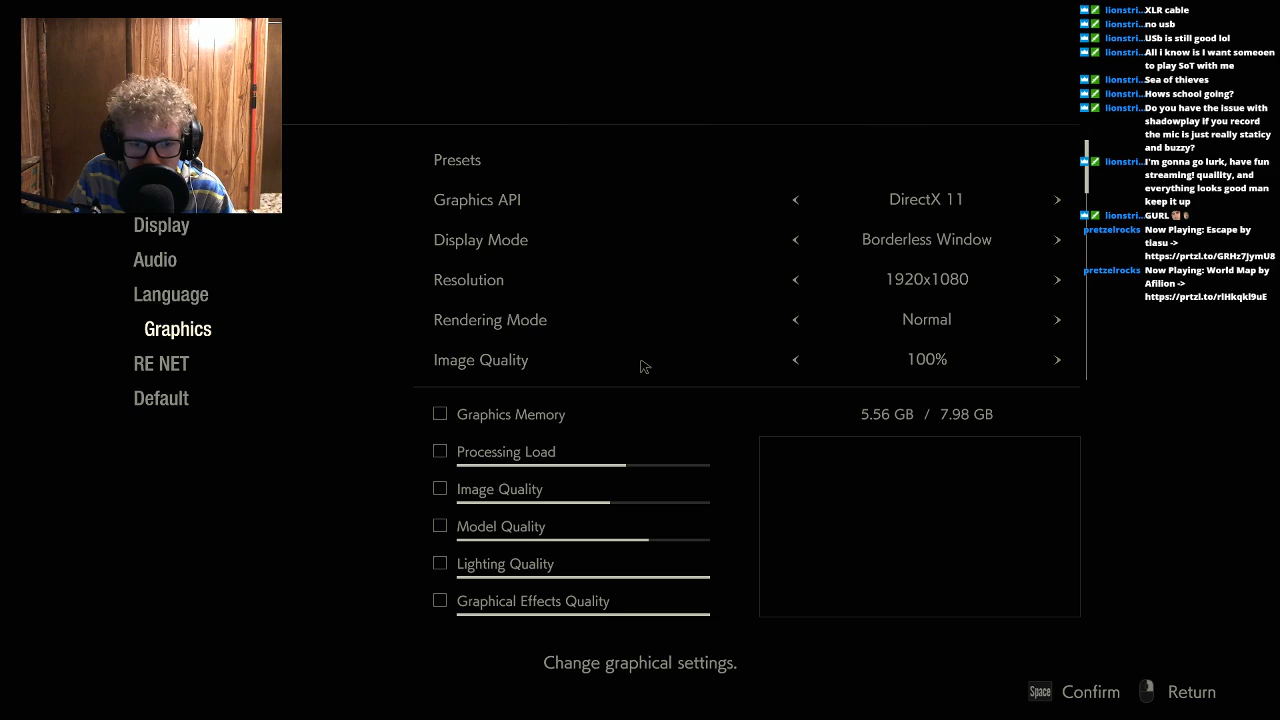 Display
Audio
Language
Graphics
RE NET
Default
Presets
Graphics API DirectX 11
Display Mode Borderless Window
Resolution 1920x1080
Rendering Mode Normal
Image Quality 100%
Graphics Memory 5.56 GB / 7.98 GB
Processing Load
Image Quality
Model Quality
Lighting Quality
Graphical Effects Quality
Change graphical settings.
Space Confirm Return
lionstri... XLR cable
lionstri... no usb
lionstri... USb is still good lol
lionstri... All i know is I want someoen
to play SoT with me
lionstri... Sea of thieves
lionstri... Hows school going?
lionstri... Do you have the issue with
shadowplay if you record
the mic is just really staticy
and buzzy?
lionstri... I'm gonna go lurk, have fun
streaming! quaility, and
everything looks good man
keep it up
lionstri... GURL
pretzelrocks Now Playing: Escape by
tiasu ->
https://prtzl.to/GRHz7JymU8
pretzelrocks Now Playing: World Map by
Afilion ->